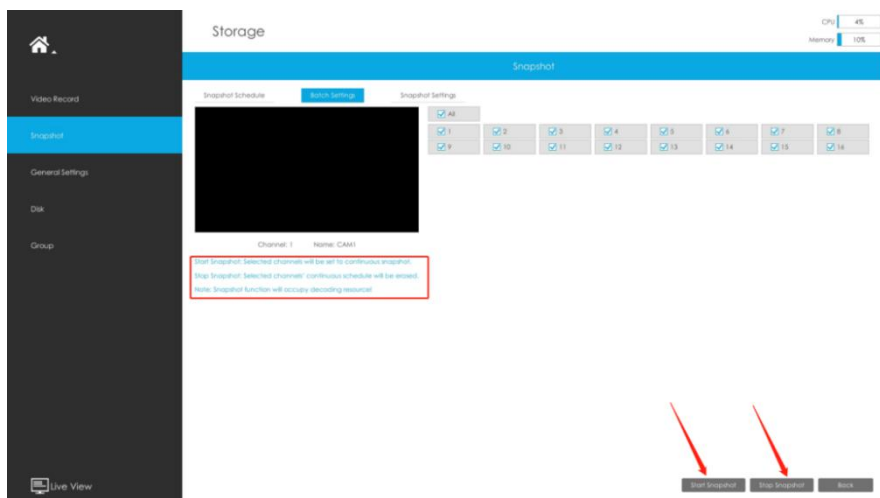 Storage
CPU 4%
Memory 10%
Snapshot
Video Record
Snapshot
General Settings
Disk
Group
Live View
Snapshot Schedule Batch Settings Snapshot Settings
All
1 2 3 4 5 6 7 8
9 10 11 12 13 14 15 16
Channel: 1 Name: CAM1
Start Snapshot: Selected channels will be set to continuous snapshot.
Stop Snapshot: Selected channels' continuous schedule will be erased.
Note: Snapshot function will occupy decoding resource!
Start Snapshot Stop Snapshot Back